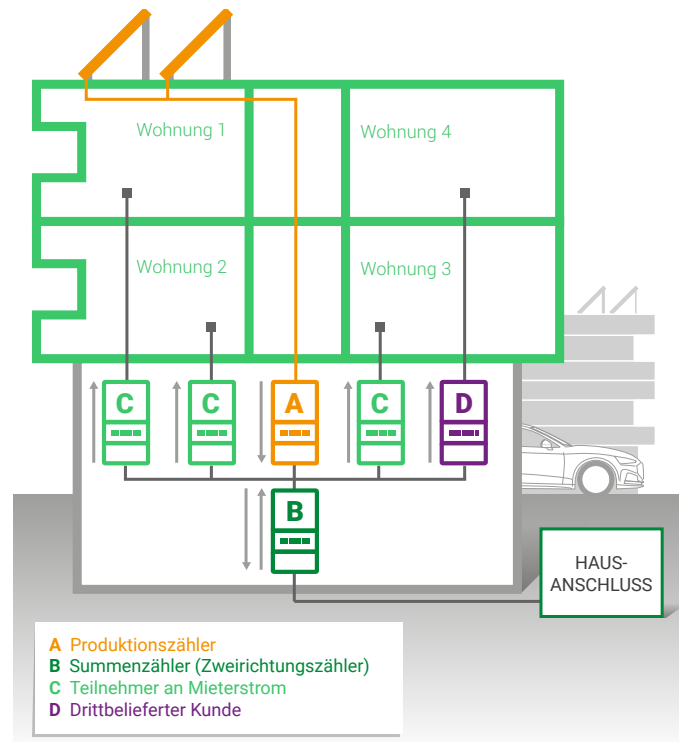 Wohnung 1
Wohnung 4
Wohnung 2
Wohnung 3
C
C
A
C
D
B
HAUS-
ANSCHLUSS
A Produktionszähler
B Summenzähler (Zweirichtungszähler)
C Teilnehmer an Mieterstrom
D Drittbelieferter Kunde